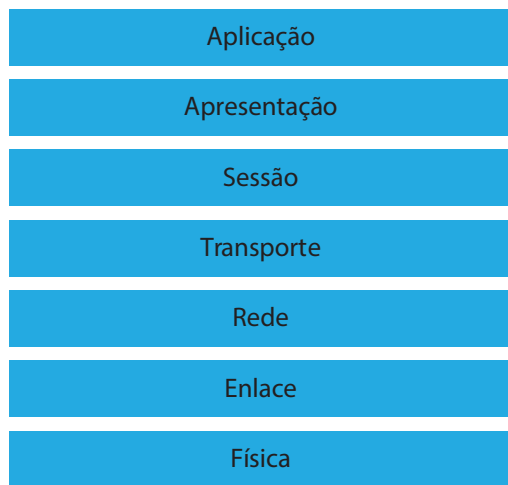 Aplicação
Apresentação
Sessão
Transporte
Rede
Enlace
Física